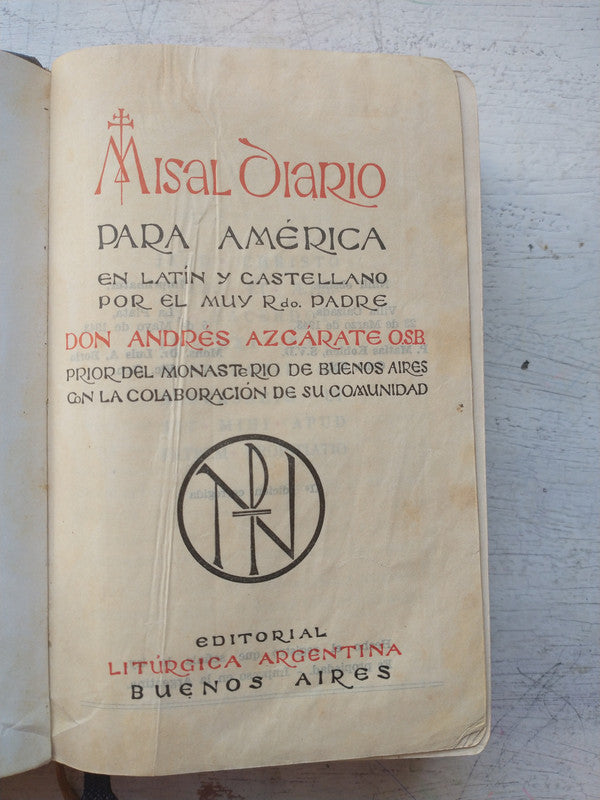 Misal Diario
PARA AMÉRICA
EN LATÍN Y CASTELLANO
POR EL MUY Rdo. PADRE
DON ANDRÉS AZCÁRATE O.S.B.
PRIOR DEL MONASTERIO DE BUENOS AIRES
CON LA COLABORACIÓN DE SU COMUNIDAD
EDITORIAL
LITÚRGICA ARGENTINA
BUENOS AIRES